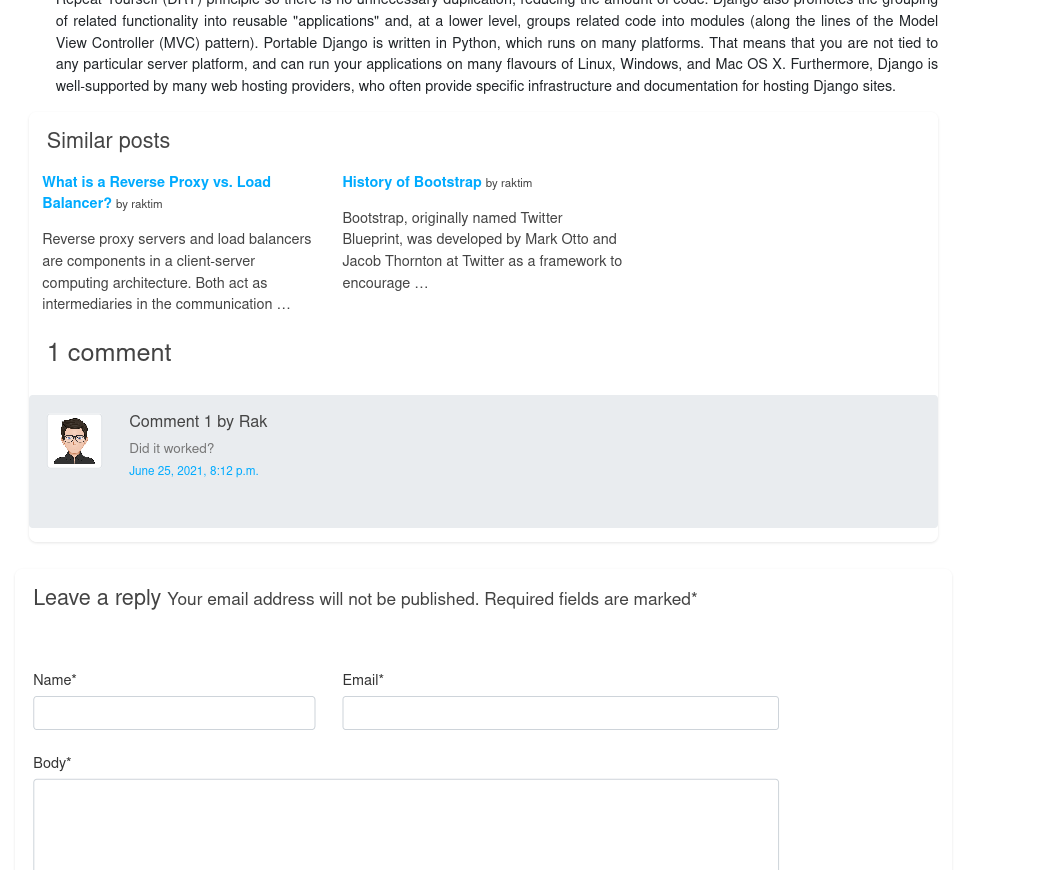 Repeat Yourself (DRY) principle so there is no unnecessary duplication, reducing the amount of code. Django also promotes the grouping
of related functionality into reusable "applications" and, at a lower level, groups related code into modules (along the lines of the Model
View Controller (MVC) pattern). Portable Django is written in Python, which runs on many platforms. That means that you are not tied to
any particular server platform, and can run your applications on many flavours of Linux, Windows, and Mac OS X. Furthermore, Django is
well-supported by many web hosting providers, who often provide specific infrastructure and documentation for hosting Django sites.
Similar posts
What is a Reverse Proxy vs. Load
Balancer? by raktim
Reverse proxy servers and load balancers
are components in a client-server
computing architecture. Both act as
intermediaries in the communication …
History of Bootstrap by raktim
Bootstrap, originally named Twitter
Blueprint, was developed by Mark Otto and
Jacob Thornton at Twitter as a framework to
encourage …
1 comment
Comment 1 by Rak
Did it worked?
June 25, 2021, 8:12 p.m.
Leave a reply Your email address will not be published. Required fields are marked*
Name*
Email*
Body*